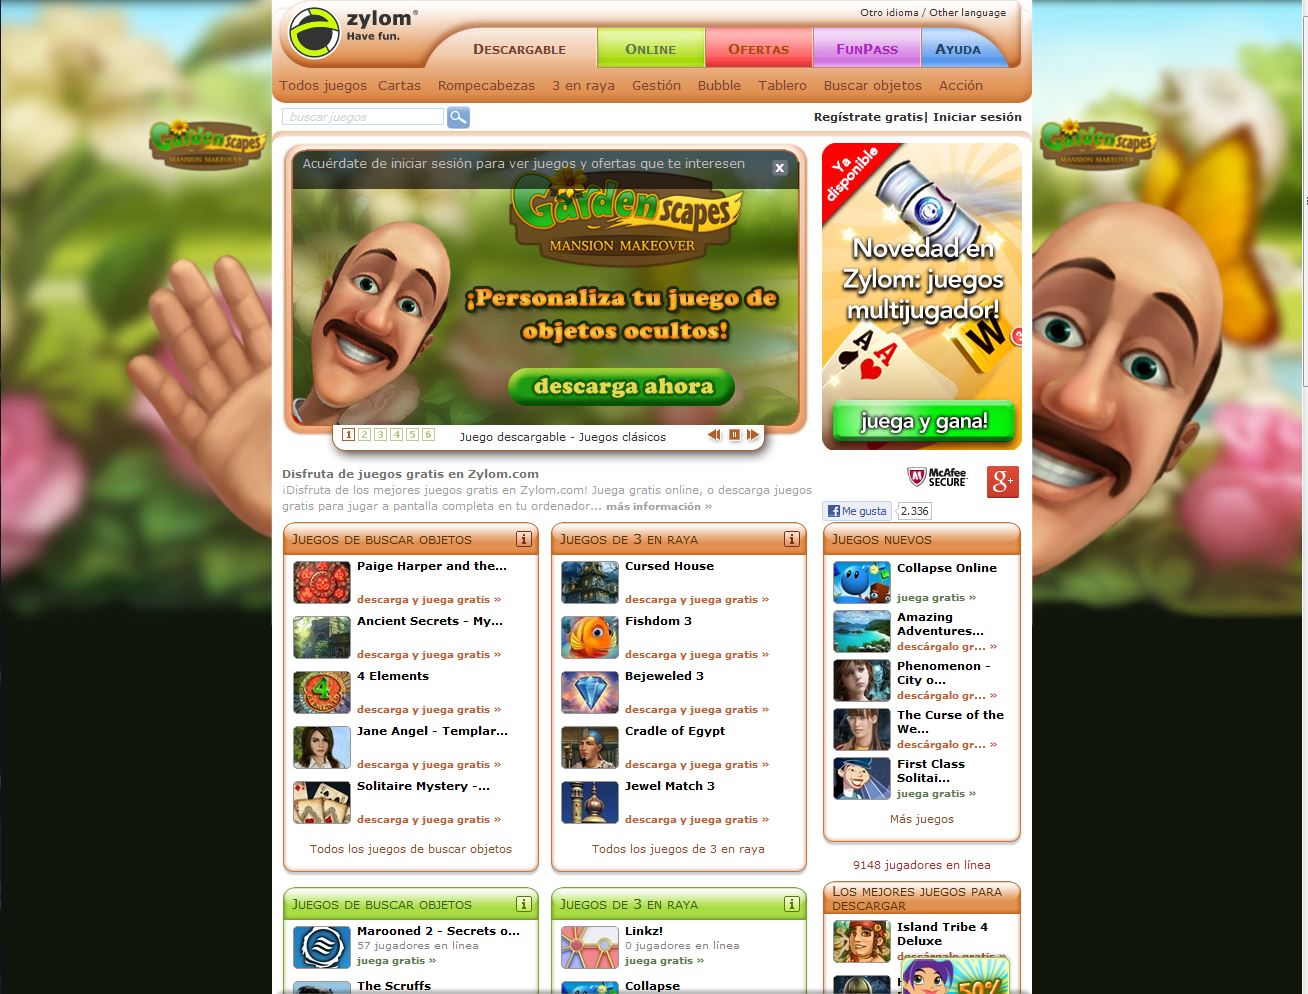 zylom®
Have fun.
Otro idioma / Other language
Descargable
Online
Ofertas
FunPass
Ayuda
Todos juegos Cartas Rompecabezas 3 en raya Gestión Bubble Tablero Buscar objetos Acción
buscar juegos
Regístrate gratis| Iniciar sesión
Gardenscapes
MANSION MAKEOVER
Gardenscapes
MANSION MAKEOVER
Acuérdate de iniciar sesión para ver juegos y ofertas que te interesen
x
Gardenscapes
MANSION MAKEOVER
¡Personaliza tu juego de
objetos ocultos!
descarga ahora
1 2 3 4 5 6
Juego descargable - Juegos clásicos
Ya
disponible
Novedad en
Zylom: juegos
multijugador!
A A
W
juega y gana!
Disfruta de juegos gratis en Zylom.com
¡Disfruta de los mejores juegos gratis en Zylom.com! Juega gratis online, o descarga juegos
gratis para jugar a pantalla completa en tu ordenador... más información »
McAfee
SECURE
g+
Me gusta
2.336
Juegos de buscar objetos
i
Paige Harper and the...
descarga y juega gratis »
Ancient Secrets - My...
descarga y juega gratis »
4
4 Elements
descarga y juega gratis »
Jane Angel - Templar...
descarga y juega gratis »
Solitaire Mystery -...
descarga y juega gratis »
Todos los juegos de buscar objetos
Juegos de 3 en raya
i
Cursed House
descarga y juega gratis »
Fishdom 3
descarga y juega gratis »
Bejeweled 3
descarga y juega gratis »
Cradle of Egypt
descarga y juega gratis »
Jewel Match 3
descarga y juega gratis »
Todos los juegos de 3 en raya
Juegos nuevos
Collapse Online
juega gratis »
Amazing
Adventures...
descárgalo gr... »
Phenomenon -
City o...
descárgalo gr... »
The Curse of the
We...
descárgalo gr... »
First Class
Solitai...
juega gratis »
Más juegos
9148 jugadores en línea
Juegos de buscar objetos
i
Marooned 2 - Secrets o...
57 jugadores en línea
juega gratis »
The Scruffs
Juegos de 3 en raya
i
Linkz!
0 jugadores en línea
juega gratis »
Collapse
Los mejores juegos para
descargar
Island Tribe 4
Deluxe
descárgalo gratis »
50%